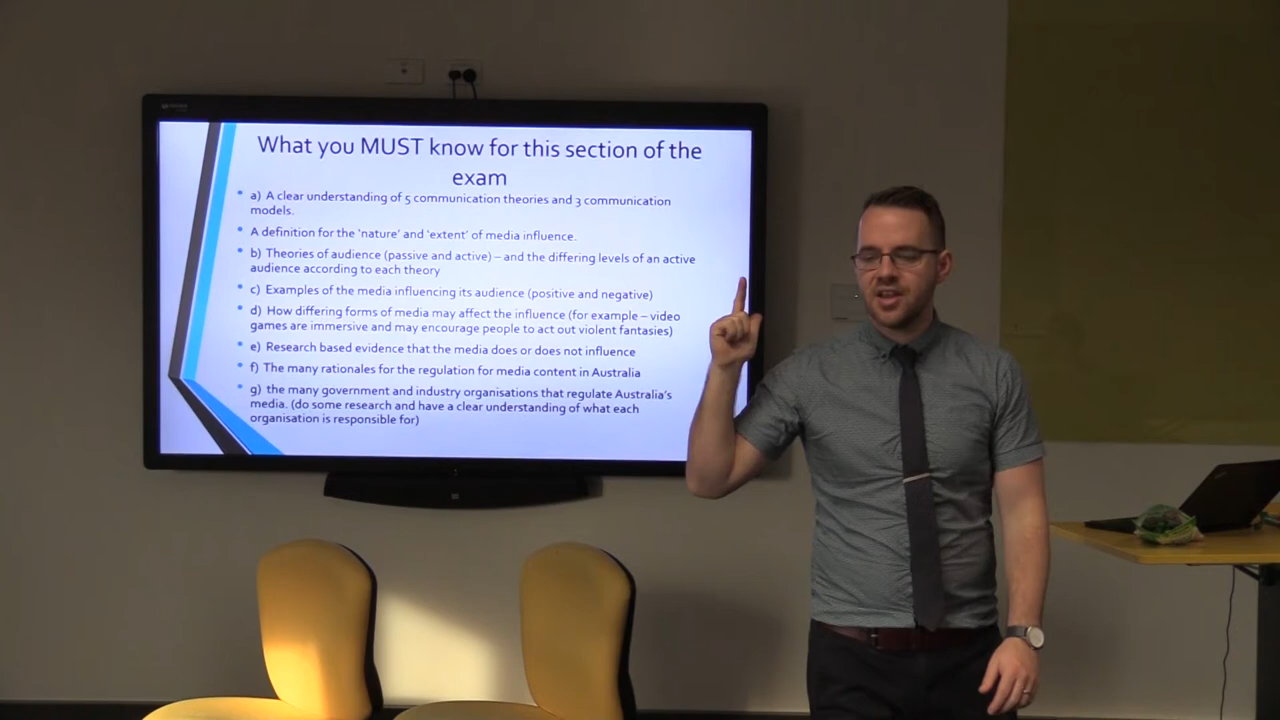 What you MUST know for this section of the
exam
a) A clear understanding of 5 communication theories and 3 communication
models.
A definition for the 'nature' and 'extent' of media influence.
b) Theories of audience (passive and active) – and the differing levels of an active
audience according to each theory
c) Examples of the media influencing its audience (positive and negative)
d) How differing forms of media may affect the influence (for example – video
games are immersive and may encourage people to act out violent fantasies)
e) Research based evidence that the media does or does not influence
f) The many rationales for the regulation for media content in Australia
g) the many government and industry organisations that regulate Australia's
media. (do some research and have a clear understanding of what each
organisation is responsible for)